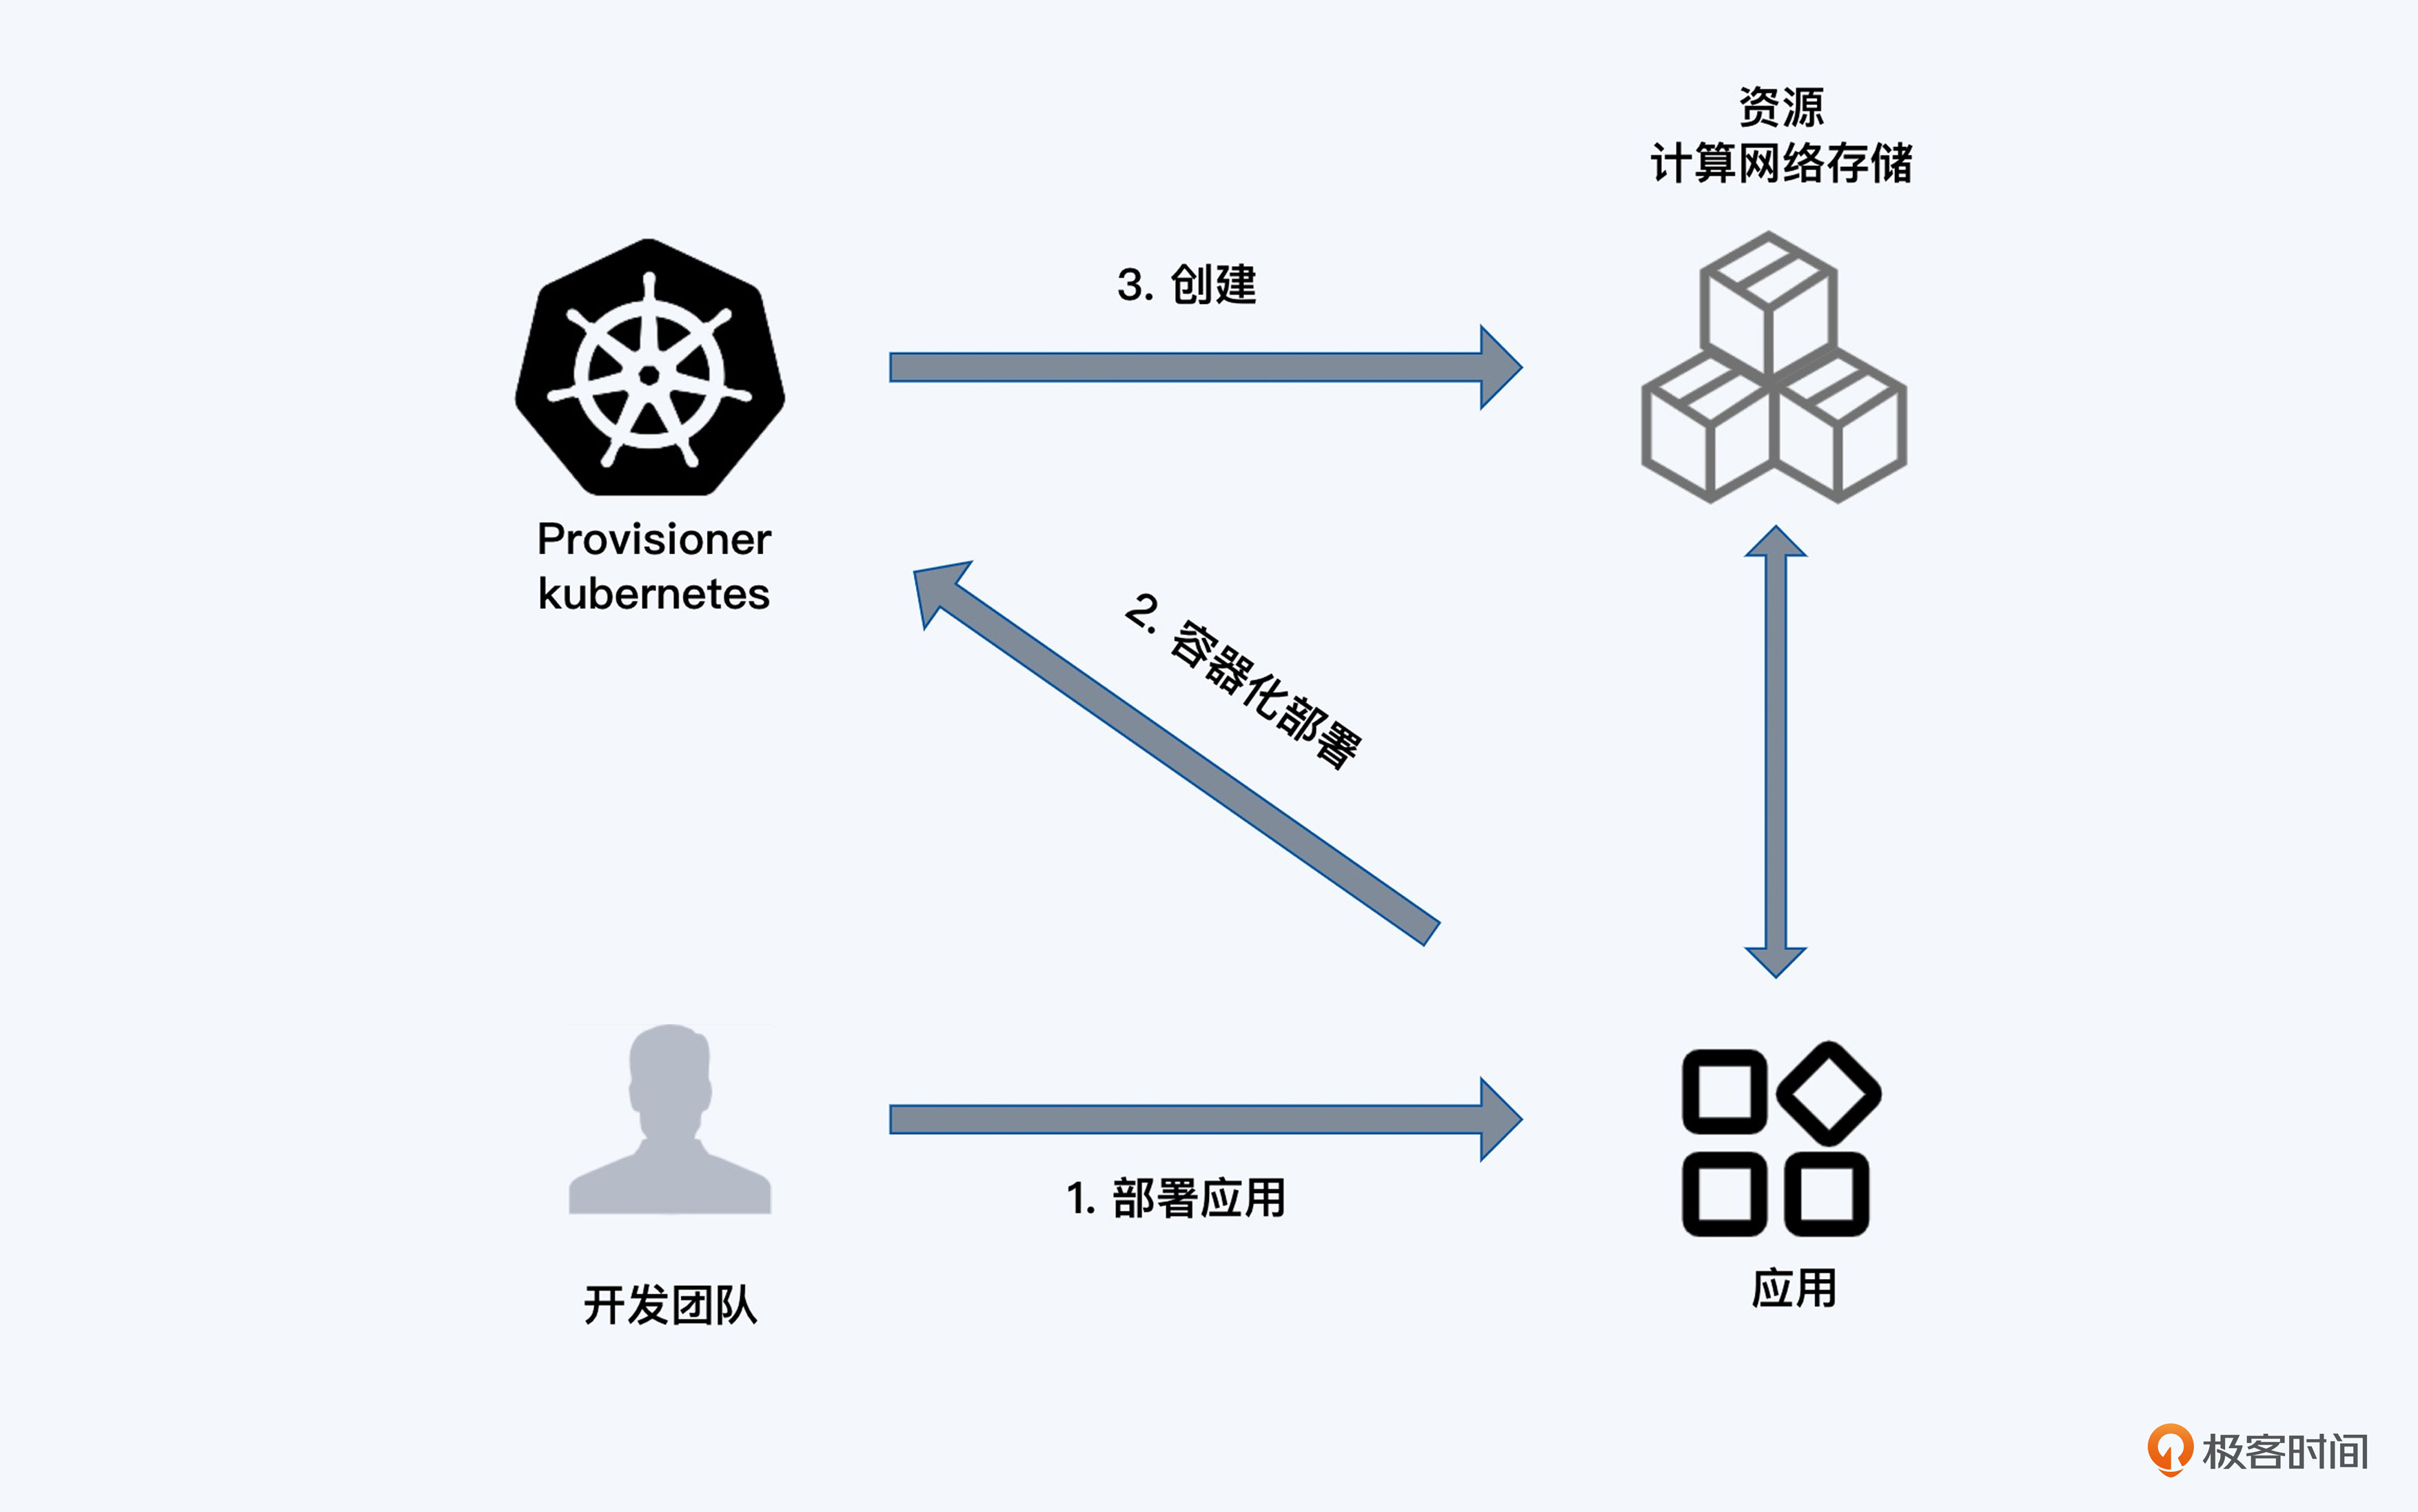 资源
计算网络存储
3. 创建
Provisioner
kubernetes
2. 容器化部署
1. 部署应用
开发团队
应用
极客时间